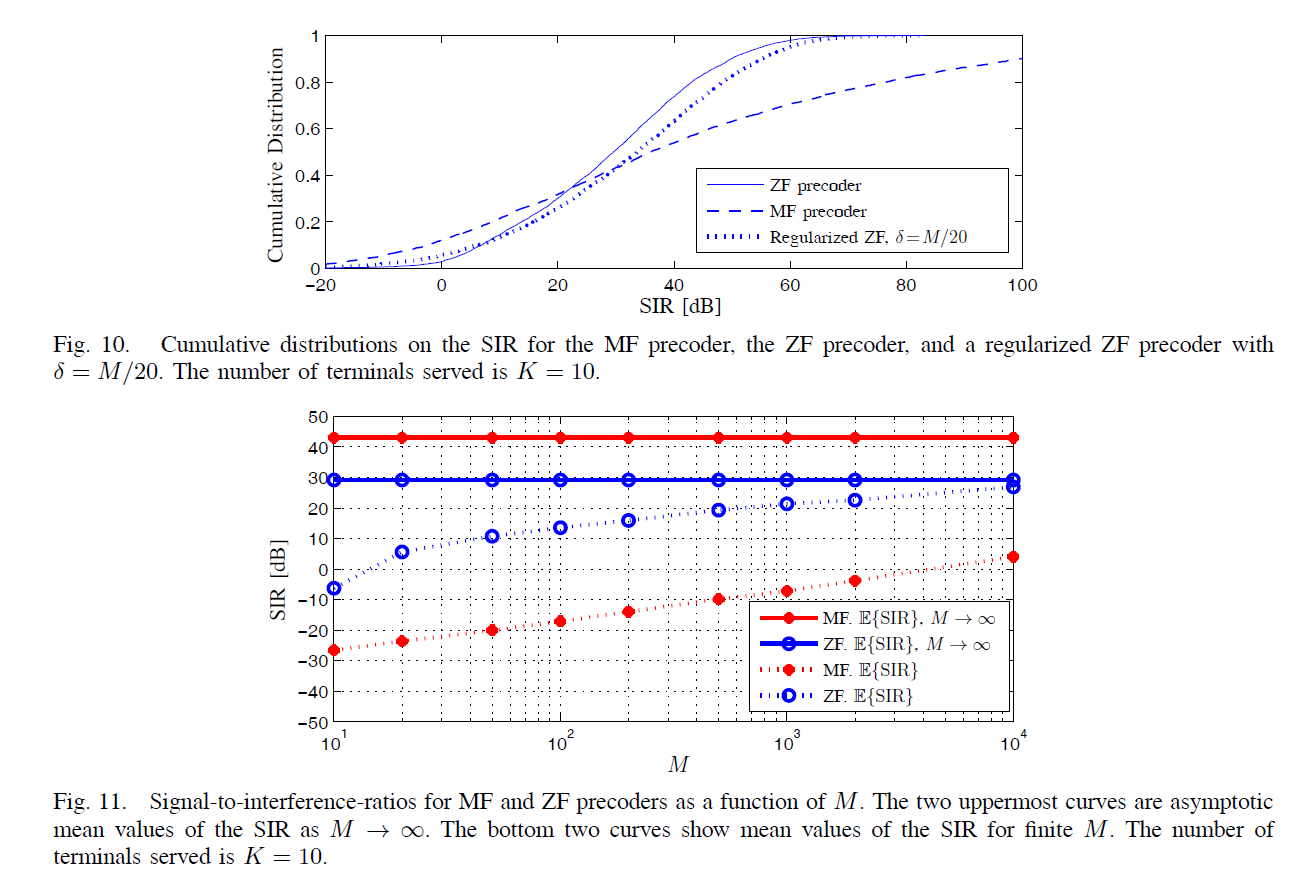 1
0.8
0.6
0.4
0.2
0
Cumulative Distribution
ZF precoder
MF precoder
Regularized ZF, δ=M/20
−20 0 20 40 60 80 100
SIR [dB]
Fig. 10. Cumulative distributions on the SIR for the MF precoder, the ZF precoder, and a regularized ZF precoder with
δ = M/20. The number of terminals served is K = 10.
50
40
30
20
10
0
−10
−20
−30
−40
−50
SIR [dB]
MF. 𝔼{SIR}, M → ∞
ZF. 𝔼{SIR}, M → ∞
MF. 𝔼{SIR}
ZF. 𝔼{SIR}
10¹ 10² 10³ 10⁴
M
Fig. 11. Signal-to-interference-ratios for MF and ZF precoders as a function of M. The two uppermost curves are asymptotic
mean values of the SIR as M → ∞. The bottom two curves show mean values of the SIR for finite M. The number of
terminals served is K = 10.